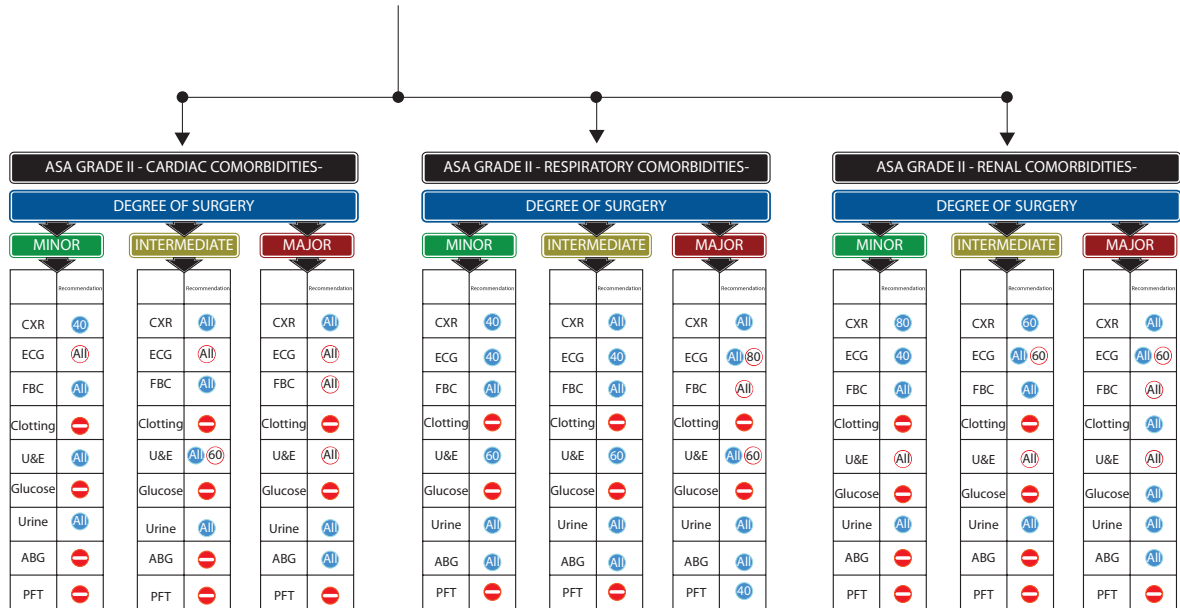 ASA GRADE II - CARDIAC COMORBIDITIES-
DEGREE OF SURGERY
MINOR
Recommendation
CXR 40
ECG All
FBC All
Clotting
U&E All
Glucose
Urine All
ABG
PFT
INTERMEDIATE
Recommendation
CXR All
ECG All
FBC All
Clotting
U&E All 60
Glucose
Urine All
ABG
PFT
MAJOR
Recommendation
CXR All
ECG All
FBC All
Clotting
U&E All
Glucose
Urine All
ABG All
PFT
ASA GRADE II - RESPIRATORY COMORBIDITIES-
DEGREE OF SURGERY
MINOR
Recommendation
CXR 40
ECG 40
FBC All
Clotting
U&E 60
Glucose
Urine All
ABG All
PFT
INTERMEDIATE
Recommendation
CXR All
ECG 40
FBC All
Clotting
U&E 60
Glucose
Urine All
ABG All
PFT
MAJOR
Recommendation
CXR All
ECG All 80
FBC All
Clotting
U&E All 60
Glucose
Urine All
ABG All
PFT 40
ASA GRADE II - RENAL COMORBIDITIES-
DEGREE OF SURGERY
MINOR
Recommendation
CXR 80
ECG 40
FBC All
Clotting
U&E All
Glucose
Urine All
ABG
PFT
INTERMEDIATE
Recommendation
CXR 60
ECG All 60
FBC All
Clotting
U&E All
Glucose
Urine All
ABG
PFT
MAJOR
Recommendation
CXR All
ECG All 60
FBC All
Clotting All
U&E All
Glucose All
Urine All
ABG All
PFT